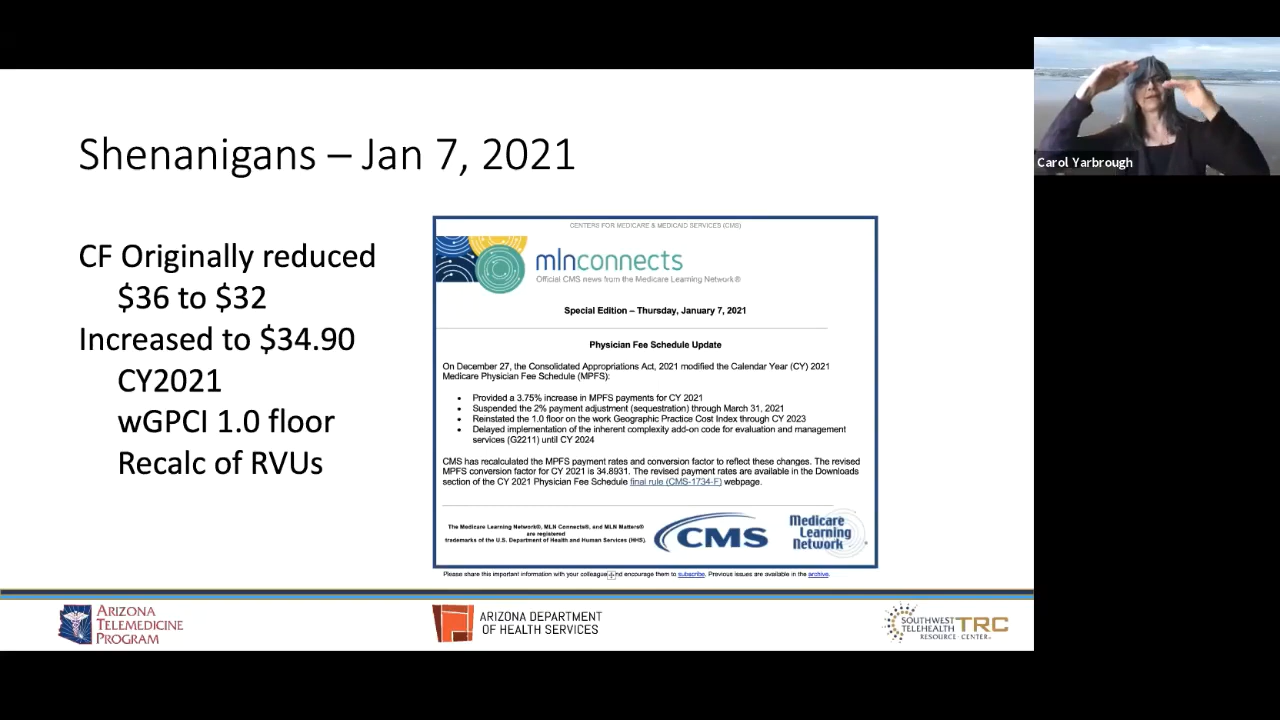 Shenanigans – Jan 7, 2021
CF Originally reduced
$36 to $32
Increased to $34.90
CY2021
wGPCI 1.0 floor
Recalc of RVUs
CENTERS FOR MEDICARE & MEDICAID SERVICES (CMS)
mlnconnects
Official CMS news from the Medicare Learning Network®
Special Edition – Thursday, January 7, 2021
Physician Fee Schedule Update
On December 27, the Consolidated Appropriations Act, 2021 modified the Calendar Year (CY) 2021
Medicare Physician Fee Schedule (MPFS):
• Provided a 3.75% increase in MPFS payments for CY 2021
• Suspended the 2% payment adjustment (sequestration) through March 31, 2021
• Reinstated the 1.0 floor on the work Geographic Practice Cost Index through CY 2023
• Delayed implementation of the inherent complexity add-on code for evaluation and management
services (G2211) until CY 2024
CMS has recalculated the MPFS payment rates and conversion factor to reflect these changes. The revised
MPFS conversion factor for CY 2021 is 34.8931. The revised payment rates are available in the Downloads
section of the CY 2021 Physician Fee Schedule final rule (CMS-1734-F) webpage.
The Medicare Learning Network®, MLN Connects®, and MLN Matters®
are registered
trademarks of the U.S. Department of Health and Human Services (HHS).
CMS
Medicare
Learning
Network®
Please share this important information with your colleagues and encourage them to subscribe. Previous issues are available in the archive.
ARIZONA
TELEMEDICINE
PROGRAM
ARIZONA DEPARTMENT
OF HEALTH SERVICES
SOUTHWEST
TELEHEALTH
RESOURCE CENTER
TRC
Carol Yarbrough